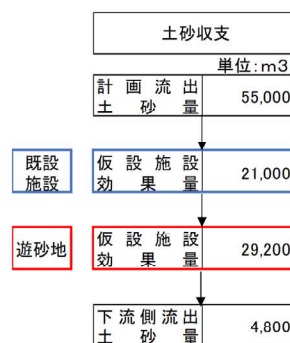 土砂収支
単位：m3
計画流出
土砂量
55,000
既設
施設
仮設施設
効果量
21,000
遊砂地
仮設施設
効果量
29,200
下流側流出
土砂量
4,800